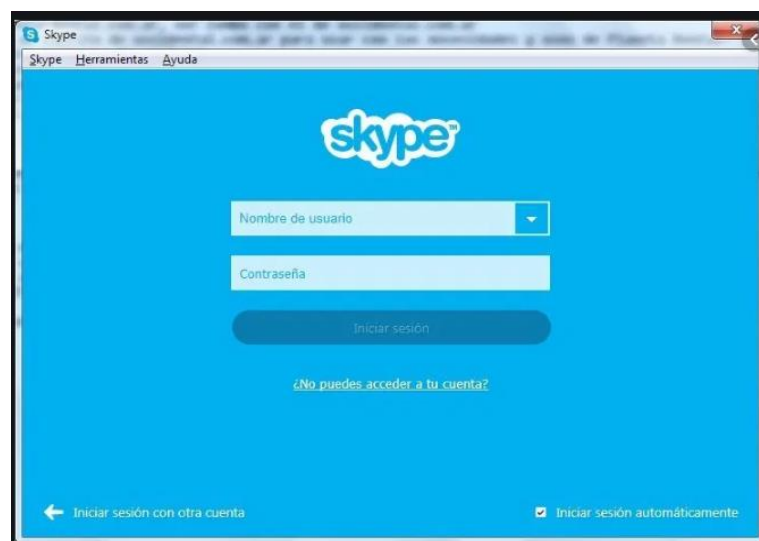 Skype
Skype Herramientas Ayuda
skype™
Nombre de usuario
Contraseña
Iniciar sesión
¿No puedes acceder a tu cuenta?
Iniciar sesión con otra cuenta
Iniciar sesión automáticamente